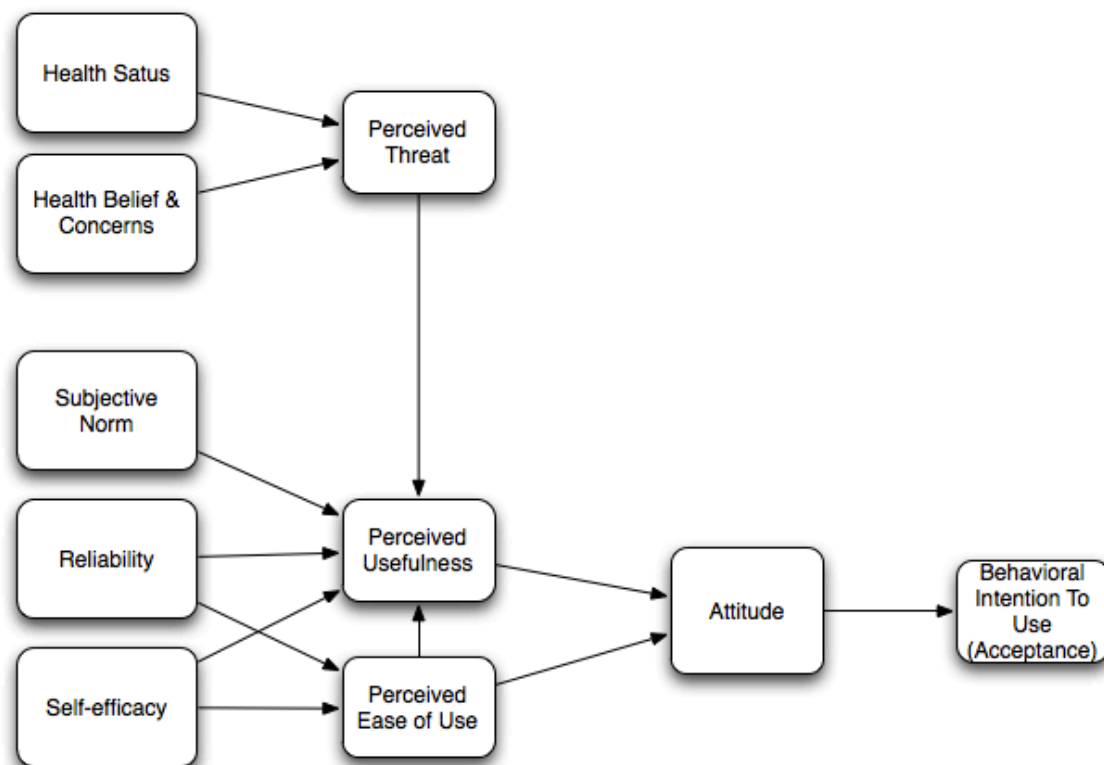 Health Satus
Perceived
Threat
Health Belief &
Concerns
Subjective
Norm
Reliability
Perceived
Usefulness
Self-efficacy
Perceived
Ease of Use
Attitude
Behavioral
Intention To
Use
(Acceptance)